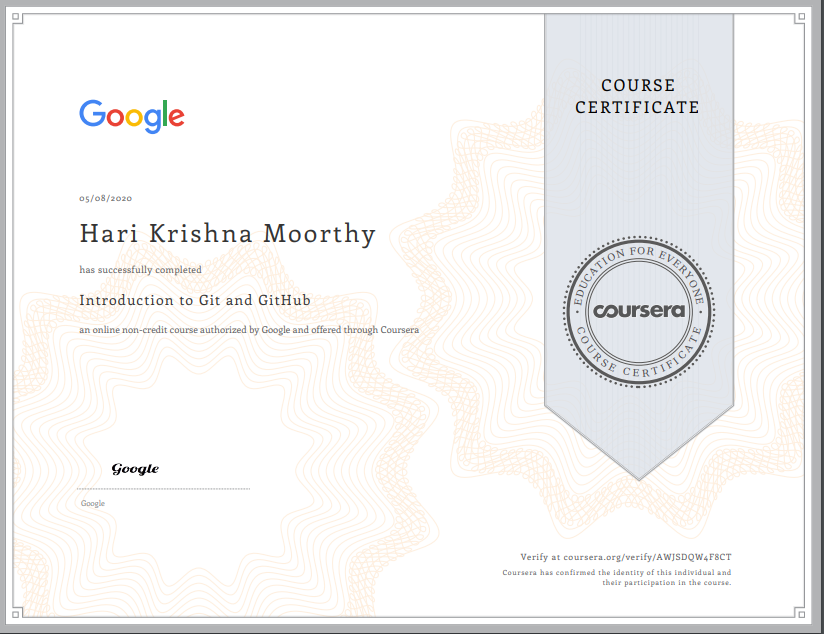 Google
COURSE
CERTIFICATE
05/08/2020
Hari Krishna Moorthy
has successfully completed
Introduction to Git and GitHub
an online non-credit course authorized by Google and offered through Coursera
EDUCATION FOR EVERYONE
coursera
COURSE CERTIFICATE
Google
Google
Verify at coursera.org/verify/AWJSDQW4F8CT
Coursera has confirmed the identity of this individual and
their participation in the course.